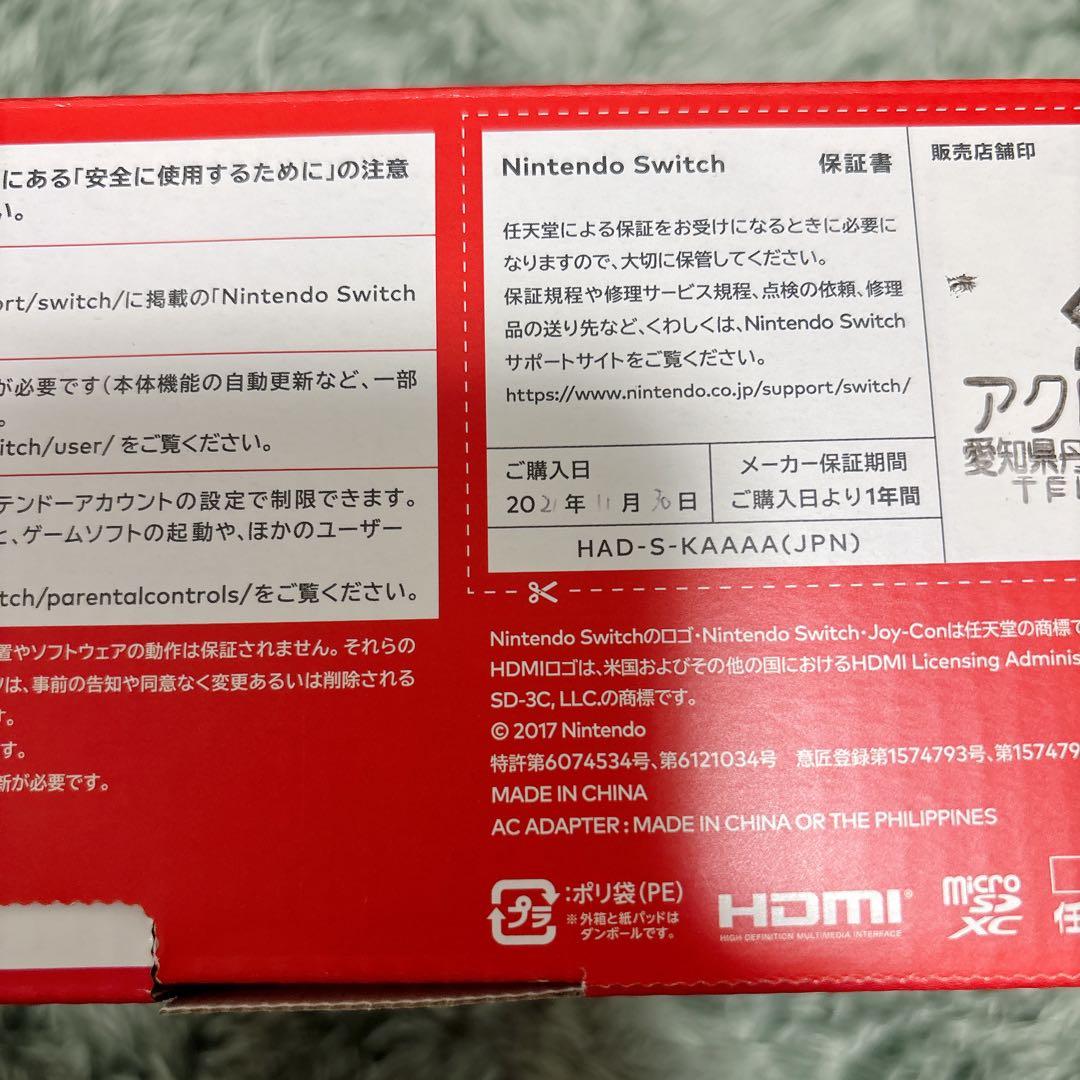 にある「安全に使用するために」の注意
い。
ort/switch/に掲載の「Nintendo Switch
が必要です(本体機能の自動更新など、一部
。
itch/user/ をご覧ください。
テンドーアカウントの設定で制限できます。
と、ゲームソフトの起動や、ほかのユーザー
tch/parentalcontrols/をご覧ください。
置やソフトウェアの動作は保証されません。それらの
ツは、事前の告知や同意なく変更あるいは削除される
す。
す。
新が必要です。
Nintendo Switch 保証書
任天堂による保証をお受けになるときに必要に
なりますので、大切に保管してください。
保証規程や修理サービス規程、点検の依頼、修理
品の送り先など、くわしくは、Nintendo Switch
サポートサイトをご覧ください。
https://www.nintendo.co.jp/support/switch/
ご購入日
2021年11月30日
メーカー保証期間
ご購入日より1年間
HAD-S-KAAAA(JPN)
販売店舗印
アク
愛知県丹
TEL
Nintendo Switchのロゴ・Nintendo Switch・Joy-Conは任天堂の商標で
HDMIロゴは、米国およびその他の国におけるHDMI Licensing Adminis
SD-3C, LLC.の商標です。
© 2017 Nintendo
特許第6074534号、第6121034号 意匠登録第1574793号、第157479
MADE IN CHINA
AC ADAPTER : MADE IN CHINA OR THE PHILIPPINES
プラ
:ポリ袋(PE)
※外箱と紙パッドは
ダンボールです。
HDMI
HIGH DEFINITION MULTIMEDIA INTERFACE
micro
SD
XC
任